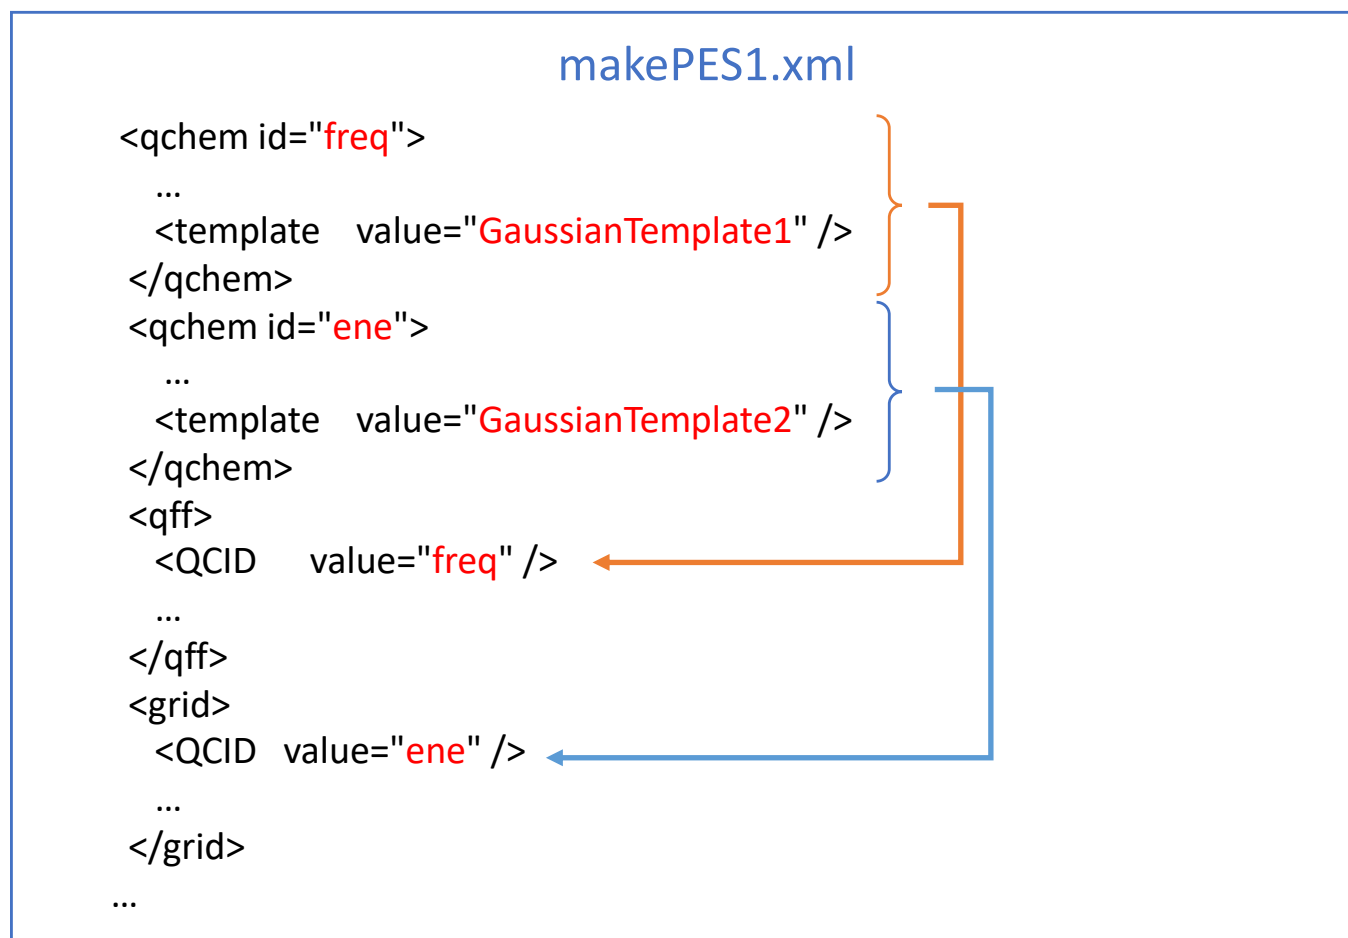 makePES1.xml
<qchem id="freq">
...
<template value="GaussianTemplate1" />
</qchem>
<qchem id="ene">
...
<template value="GaussianTemplate2" />
</qchem>
<qff>
<QCID value="freq" />
...
</qff>
<grid>
<QCID value="ene" />
...
</grid>
...